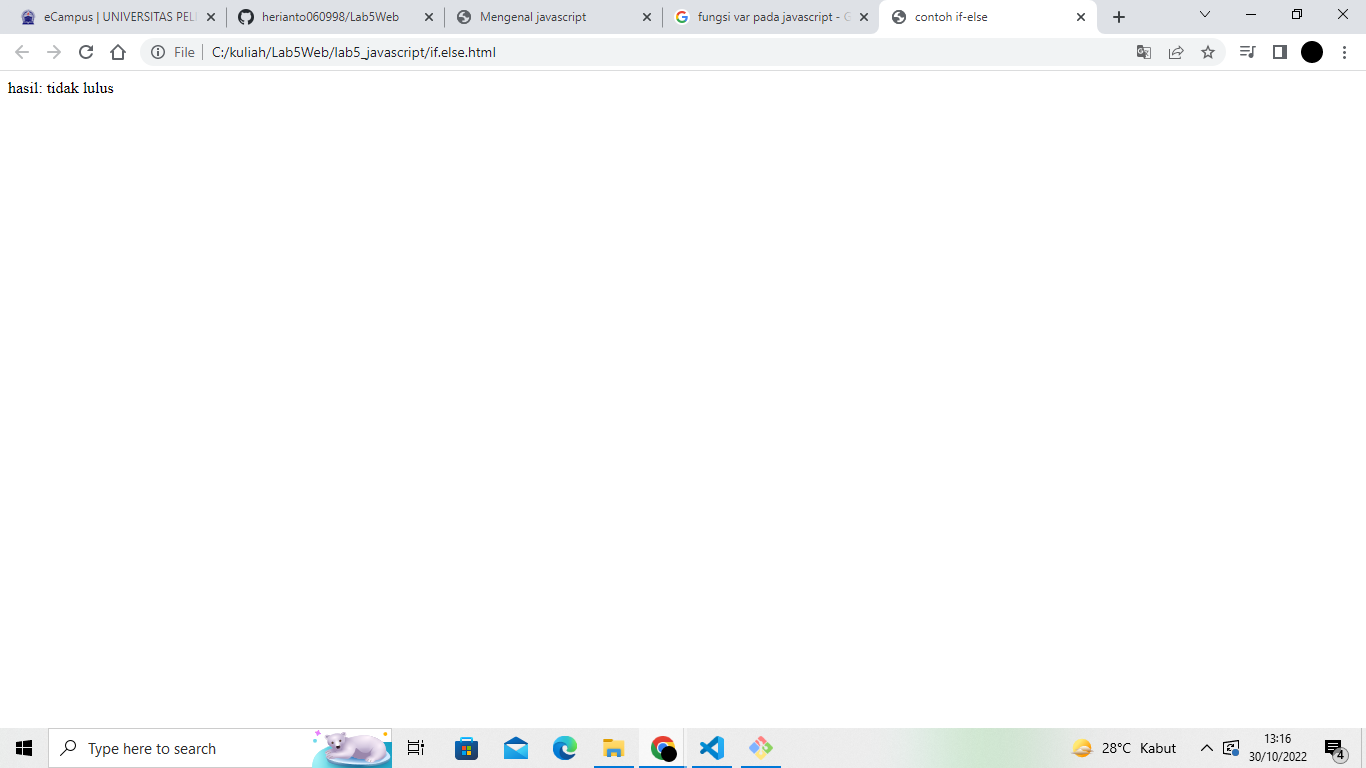 eCampus | UNIVERSITAS PEL
herianto060998/Lab5Web
Mengenal javascript
fungsi var pada javascript - G
contoh if-else
File
C:/kuliah/Lab5Web/lab5_javascript/if.else.html
hasil: tidak lulus
Type here to search
28°C Kabut
13:16
30/10/2022
4